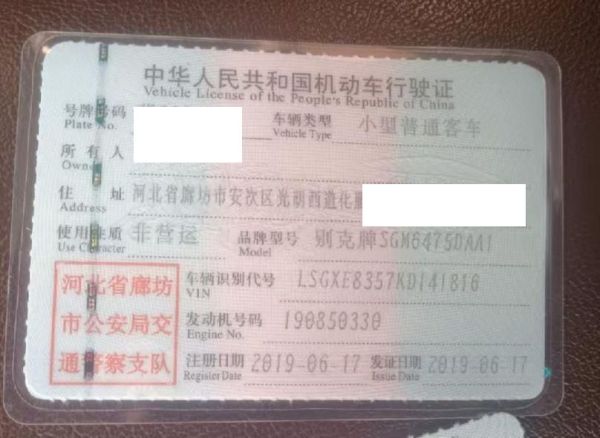 中华人民共和国机动车行驶证
Vehicle License of the People's Republic of China
号牌号码
Plate No.
车辆类型 小型普通客车
Vehicle Type
所有人
Owner
住址 河北省廊坊市安次区光明西道
Address
使用性质 非营运 品牌型号 别克牌SGM6475DAA1
Use Character Model
河北省廊坊
市公安局交
通警察支队
车辆识别代号 LSGXE8357KD141816
VIN
发动机号码 190850330
Engine No.
注册日期 2019-06-17 发证日期 2019-06-17
Register Date Issue Date